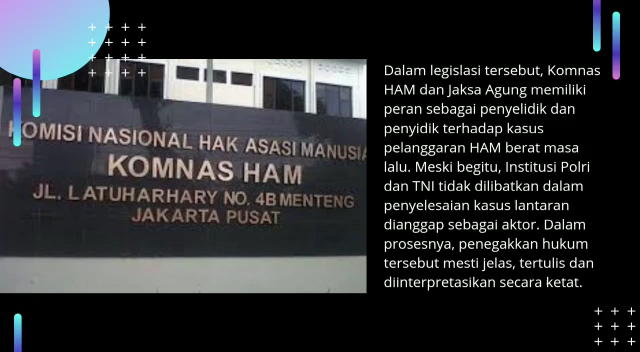 KOMISI NASIONAL HAK ASASI MANUSIA
KOMNAS HAM
JL. LATUHARHARY NO. 4B MENTENG
JAKARTA PUSAT
Dalam legislasi tersebut, Komnas
HAM dan Jaksa Agung memiliki
peran sebagai penyelidik dan
penyidik terhadap kasus
pelanggaran HAM berat masa
lalu. Meski begitu, Institusi Polri
dan TNI tidak dilibatkan dalam
penyelesaian kasus lantaran
dianggap sebagai aktor. Dalam
prosesnya, penegakkan hukum
tersebut mesti jelas, tertulis dan
diinterpretasikan secara ketat.